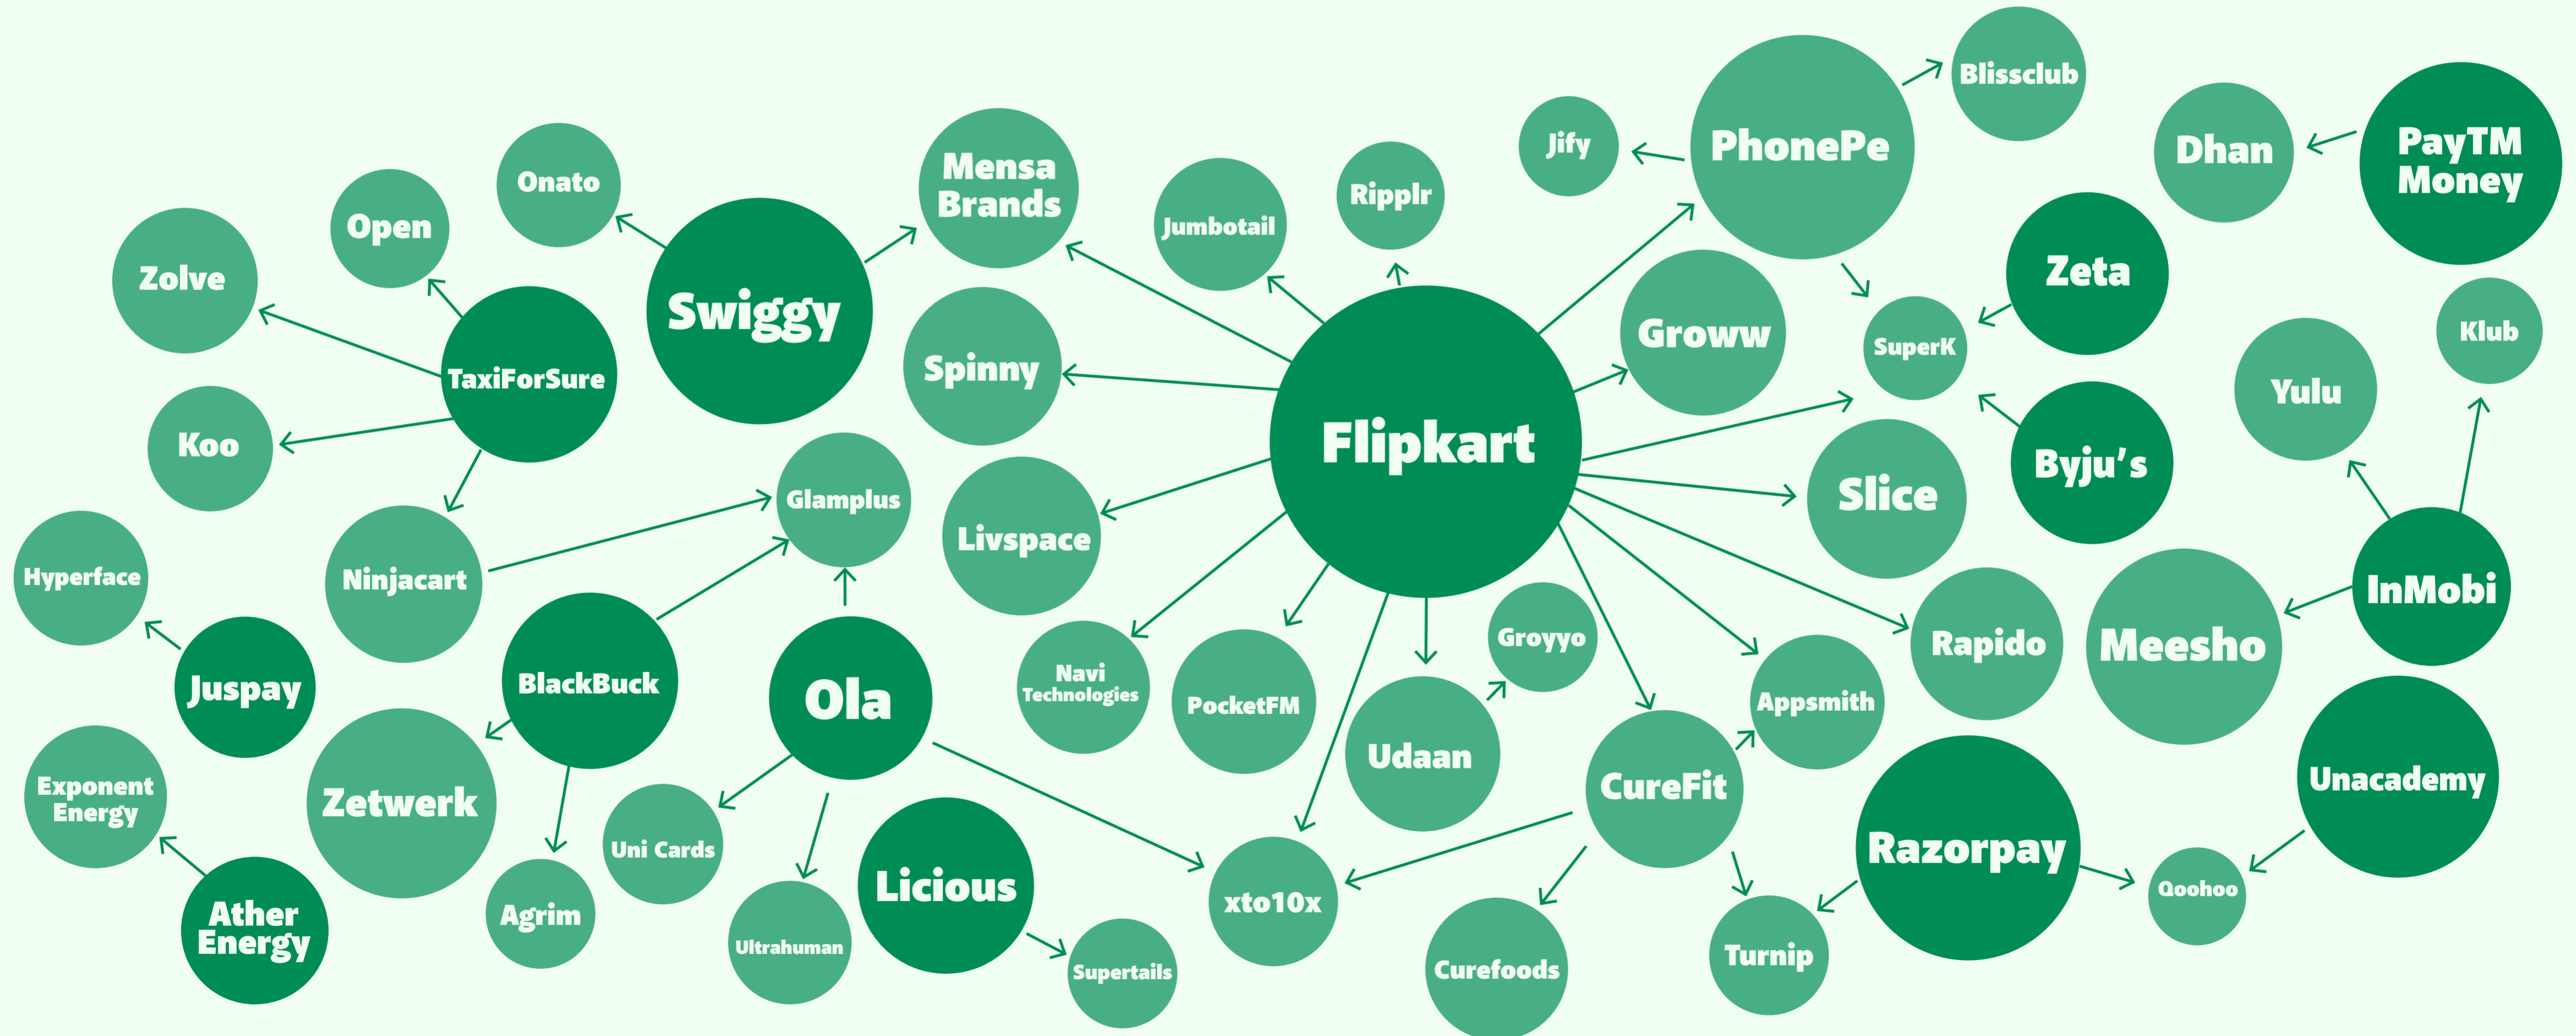 Blissclub
PhonePe
Jify
Dhan
PayTM
Money
Mensa
Brands
Onato
Ripplr
Jumbotail
Open
Zolve
Swiggy
Zeta
Groww
SuperK
Klub
Spinny
TaxiForSure
Yulu
Koo
Flipkart
Byju's
Glamplus
Slice
Livspace
Hyperface
Ninjacart
InMobi
Groyyo
Rapido
Meesho
Juspay
BlackBuck
Ola
Navi
Technologies
PocketFM
Appsmith
Udaan
CureFit
Unacademy
Exponent
Energy
Zetwerk
Uni Cards
Razorpay
Licious
xto10x
Qoohoo
Ather
Energy
Agrim
Ultrahuman
Supertails
Curefoods
Turnip